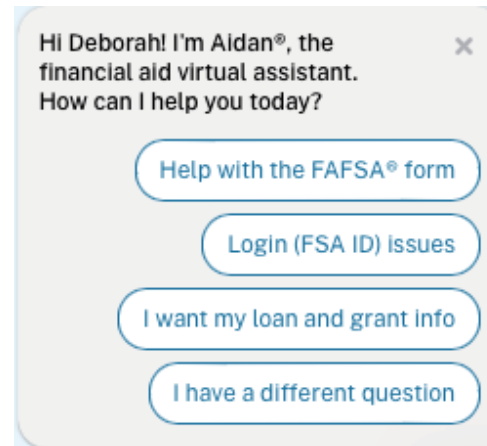 Hi Deborah! I'm Aidan®, the
financial aid virtual assistant.
How can I help you today?
Help with the FAFSA® form
Login (FSA ID) issues
I want my loan and grant info
I have a different question